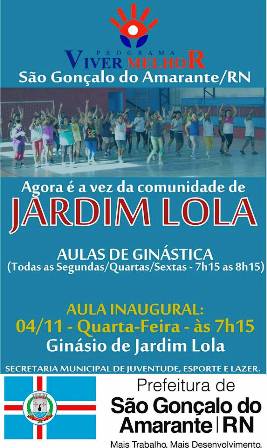 PROGRAMA
VIVER MELHOR
São Gonçalo do Amarante/RN
Agora é a vez da comunidade de
JARDIM LOLA
AULAS DE GINÁSTICA
(Todas as Segundas/Quartas/Sextas - 7h15 as 8h15)
AULA INAUGURAL:
04/11 - Quarta-Feira - às 7h15
Ginásio de Jardim Lola
SECRETARIA MUNICIPAL DE JUVENTUDE, ESPORTE E LAZER.
Prefeitura de
São Gonçalo do
Amarante|RN
Mais Trabalho. Mais Desenvolvimento.